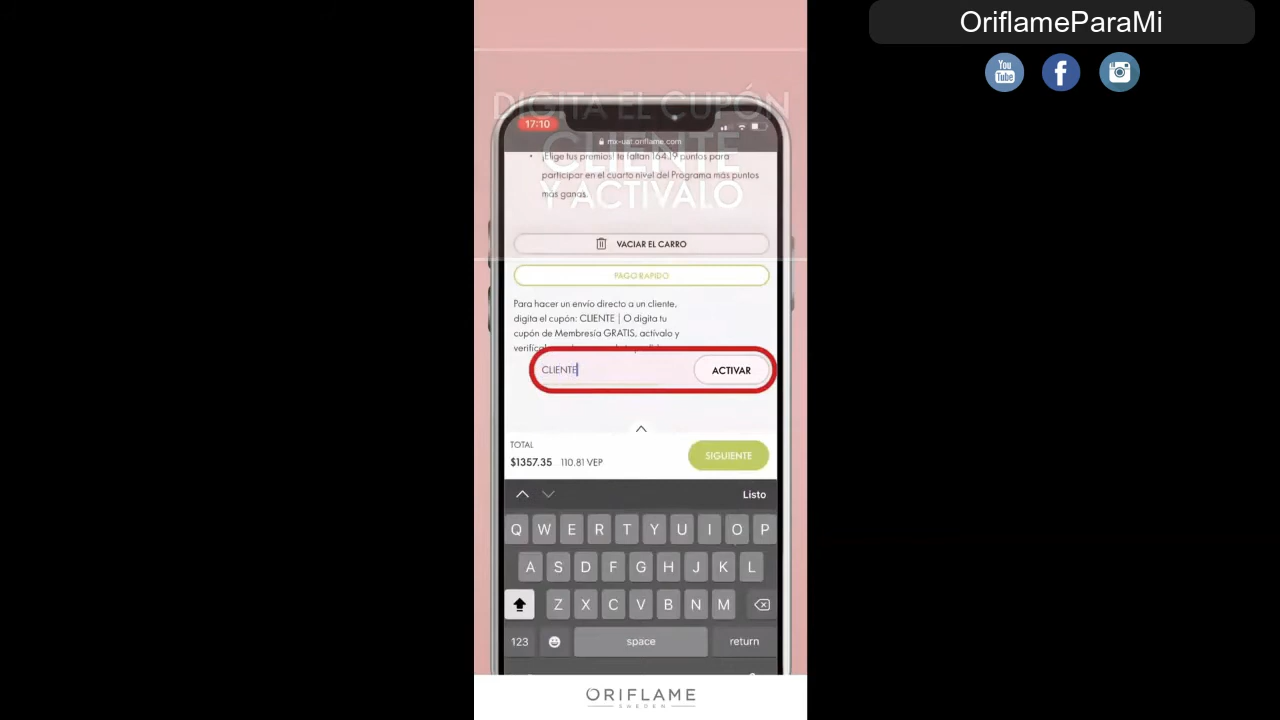 OriflameParaMi
You
Tube
DIGITA EL CUPÓN
CLIENTE
Y ACTÍVALO
17:10
mx-uat.oriflame.com
• ¡Elige tus premios! te faltan 164.19 puntos para
participar en el cuarto nivel del Programa más puntos
más ganas.
VACIAR EL CARRO
PAGO RAPIDO
Para hacer un envío directo a un cliente,
digita el cupón: CLIENTE | O digita tu
cupón de Membresía GRATIS, actívalo y
CLIENTE
ACTIVAR
TOTAL
$1357.35 110.81 VEP
SIGUIENTE
Listo
Q W E R T Y U I O P
A S D F G H J K L
Z X C V B N M
123 space return
ORIFLAME
SWEDEN